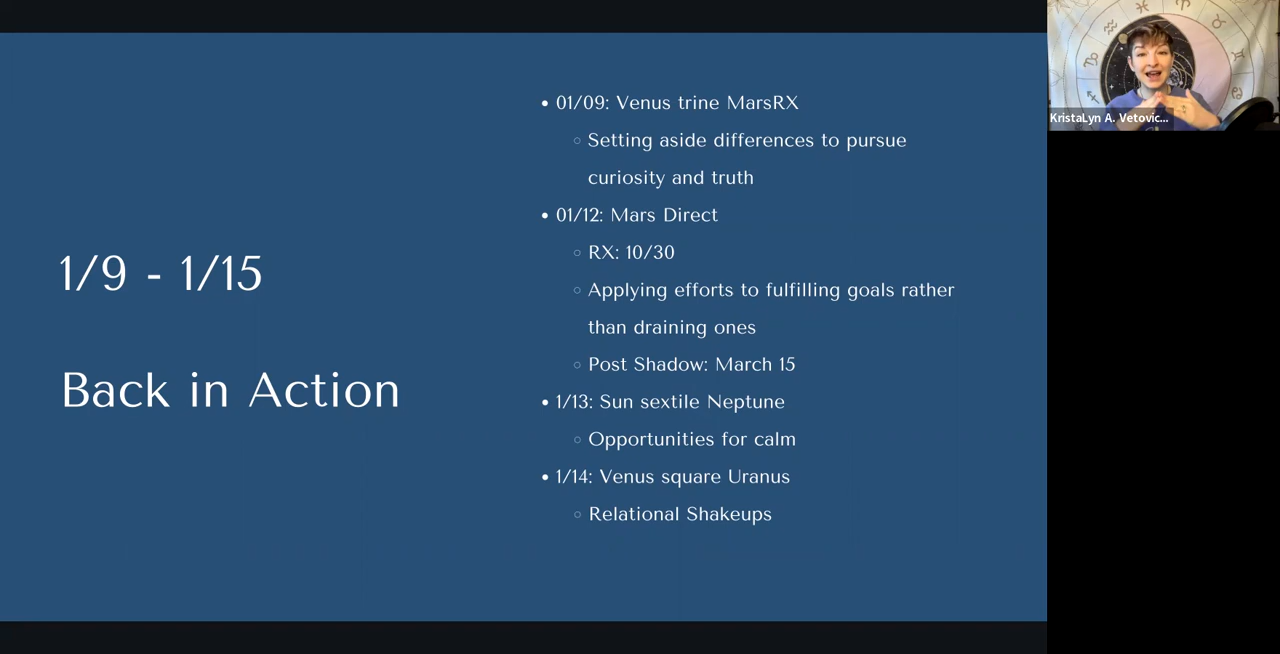 1/9 - 1/15
Back in Action
• 01/09: Venus trine MarsRX
○ Setting aside differences to pursue
curiosity and truth
• 01/12: Mars Direct
○ RX: 10/30
○ Applying efforts to fulfilling goals rather
than draining ones
○ Post Shadow: March 15
• 1/13: Sun sextile Neptune
○ Opportunities for calm
• 1/14: Venus square Uranus
○ Relational Shakeups
KristaLyn A. Vetovic...